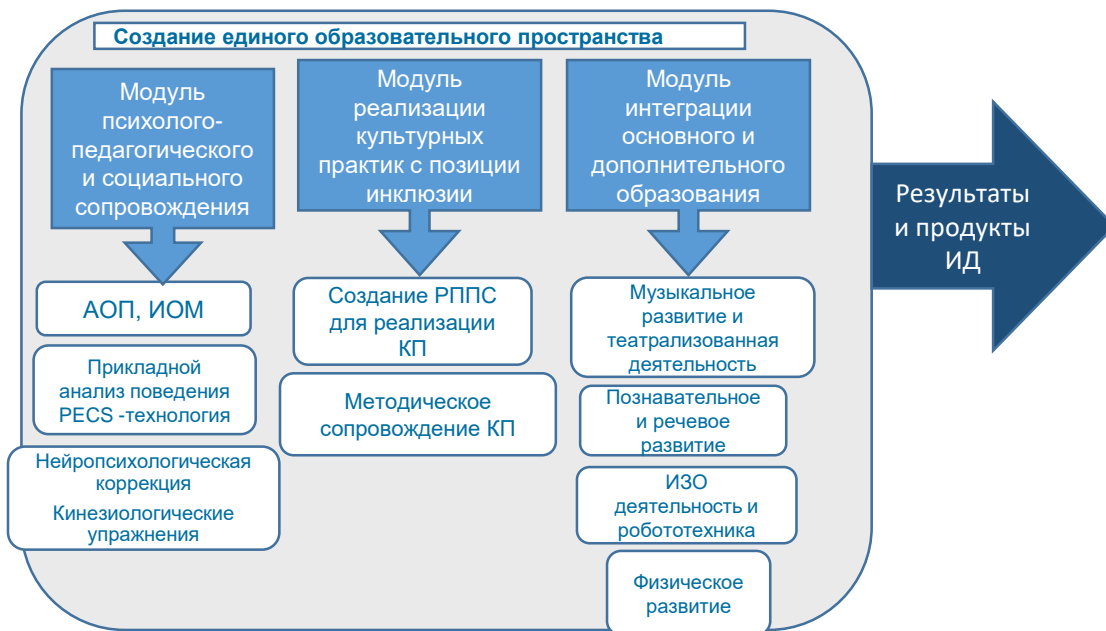 Создание единого образовательного пространства
Модуль
психолого-
педагогического
и социального
сопровождения
АОП, ИОМ
Прикладной
анализ поведения
PECS -технология
Нейропсихологическая
коррекция
Кинезиологические
упражнения
Модуль
реализации
культурных
практик с позиции
инклюзии
Создание РППС
для реализации
КП
Методическое
сопровождение КП
Модуль
интеграции
основного и
дополнительного
образования
Музыкальное
развитие и
театрализованная
деятельность
Познавательное
и речевое
развитие
ИЗО
деятельность и
робототехника
Физическое
развитие
Результаты
и продукты
ИД